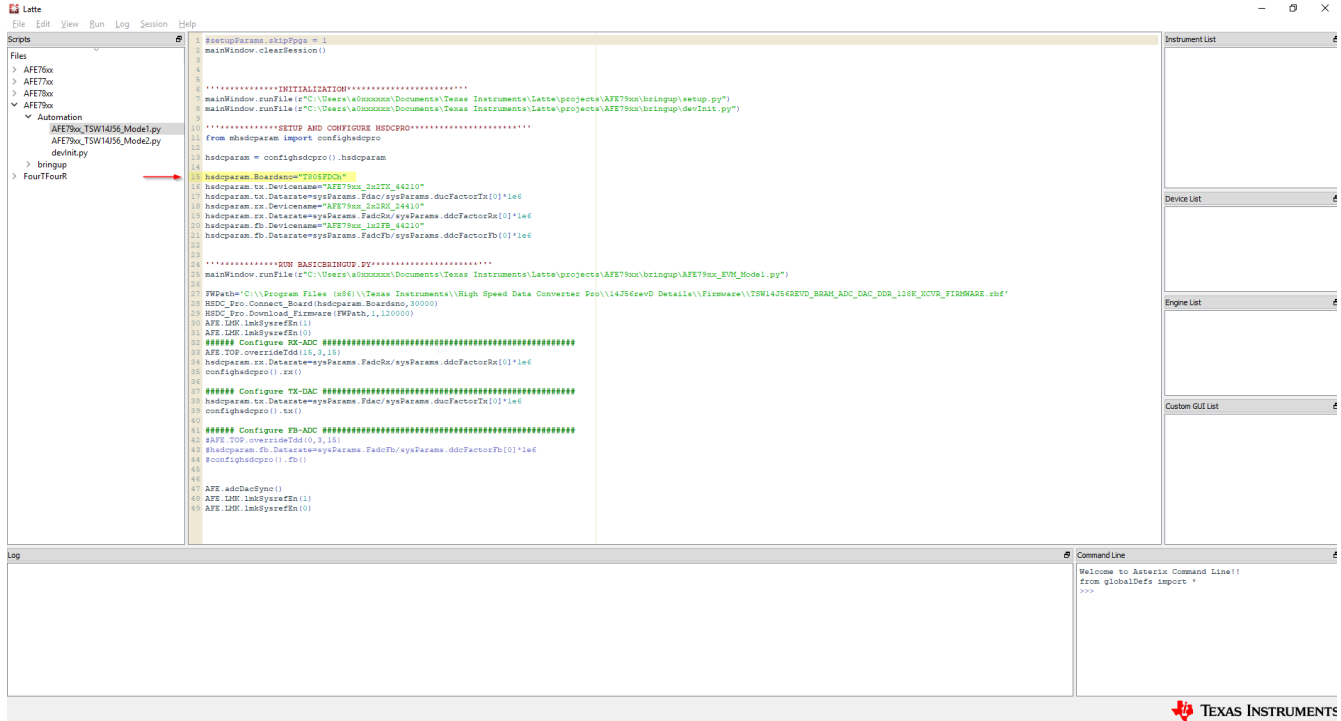 Latte
File Edit View Run Log Session Help
Scripts
Files
AFE76xx
AFE77xx
AFE78xx
AFE79xx
Automation
AFE79xx_TSW14J56_Mode1.py
AFE79xx_TSW14J56_Mode2.py
devInit.py
bringup
FourTFourR
1 #setupParams.skipFpga = 1
2 mainWindow.clearSession()
3
4
5
6 '''************INITIALIZATION**********************'''
7 mainWindow.runFile(r"C:\Users\a0xxxxxx\Documents\Texas Instruments\Latte\projects\AFE79xx\bringup\setup.py")
8 mainWindow.runFile(r"C:\Users\a0xxxxxx\Documents\Texas Instruments\Latte\projects\AFE79xx\bringup\devInit.py")
9
10 '''************SETUP AND CONFIGURE HSDCPRO**********************'''
11 from mhsdcparam import confighsdcpro
12
13 hsdcparam = confighsdcpro().hsdcparam
14
15 hsdcparam.Boardsno="T805FDCh"
16 hsdcparam.tx.Devicename="AFE79xx_2x2TX_44210"
17 hsdcparam.tx.Datarate=sysParams.Fdac/sysParams.ducFactorTx[0]*1e6
18 hsdcparam.rx.Devicename="AFE79xx_2x2RX_24410"
19 hsdcparam.rx.Datarate=sysParams.FadcRx/sysParams.ddcFactorRx[0]*1e6
20 hsdcparam.fb.Devicename="AFE79xx_1x2FB_44210"
21 hsdcparam.fb.Datarate=sysParams.FadcFb/sysParams.ddcFactorFb[0]*1e6
22
23
24 '''************RUN BASICBRINGUP.PY**********************'''
25 mainWindow.runFile(r"C:\Users\a0xxxxxx\Documents\Texas Instruments\Latte\projects\AFE79xx\bringup\AFE79xx_EVM_Mode1.py")
26
27 FWPath='C:\\Program Files (x86)\\Texas Instruments\\High Speed Data Converter Pro\\14J56revD Details\\Firmware\\TSW14J56REVD_BRAM_ADC_DAC_DDR_128K_XCVR_FIRMWARE.rbf'
28 HSDC_Pro.Connect_Board(hsdcparam.Boardsno,30000)
29 HSDC_Pro.Download_Firmware(FWPath,1,120000)
30 AFE.LMK.lmkSysrefEn(1)
31 AFE.LMK.lmkSysrefEn(0)
32 ###### Configure RX-ADC ####################################################
33 AFE.TOP.overrideTdd(15,3,15)
34 hsdcparam.rx.Datarate=sysParams.FadcRx/sysParams.ddcFactorRx[0]*1e6
35 confighsdcpro().rx()
36
37 ###### Configure TX-DAC ####################################################
38 hsdcparam.tx.Datarate=sysParams.Fdac/sysParams.ducFactorTx[0]*1e6
39 confighsdcpro().tx()
40
41 ###### Configure FB-ADC ####################################################
42 #AFE.TOP.overrideTdd(0,3,15)
43 #hsdcparam.fb.Datarate=sysParams.FadcFb/sysParams.ddcFactorFb[0]*1e6
44 #confighsdcpro().fb()
45
46
47 AFE.adcDacSync()
48 AFE.LMK.lmkSysrefEn(1)
49 AFE.LMK.lmkSysrefEn(0)
Instrument List
Device List
Engine List
Custom GUI List
Log
Command Line
Welcome to Asterix Command Line!!
from globalDefs import *
>>>
TEXAS INSTRUMENTS